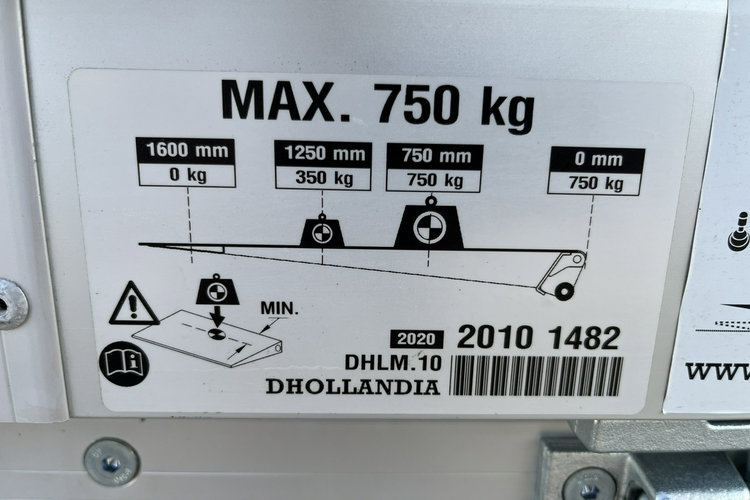 MAX. 750 kg
1600 mm
0 kg
1250 mm
350 kg
750 mm
750 kg
0 mm
750 kg
MIN.
2020 2010 1482
DHLM.10
DHOLLANDIA
www.